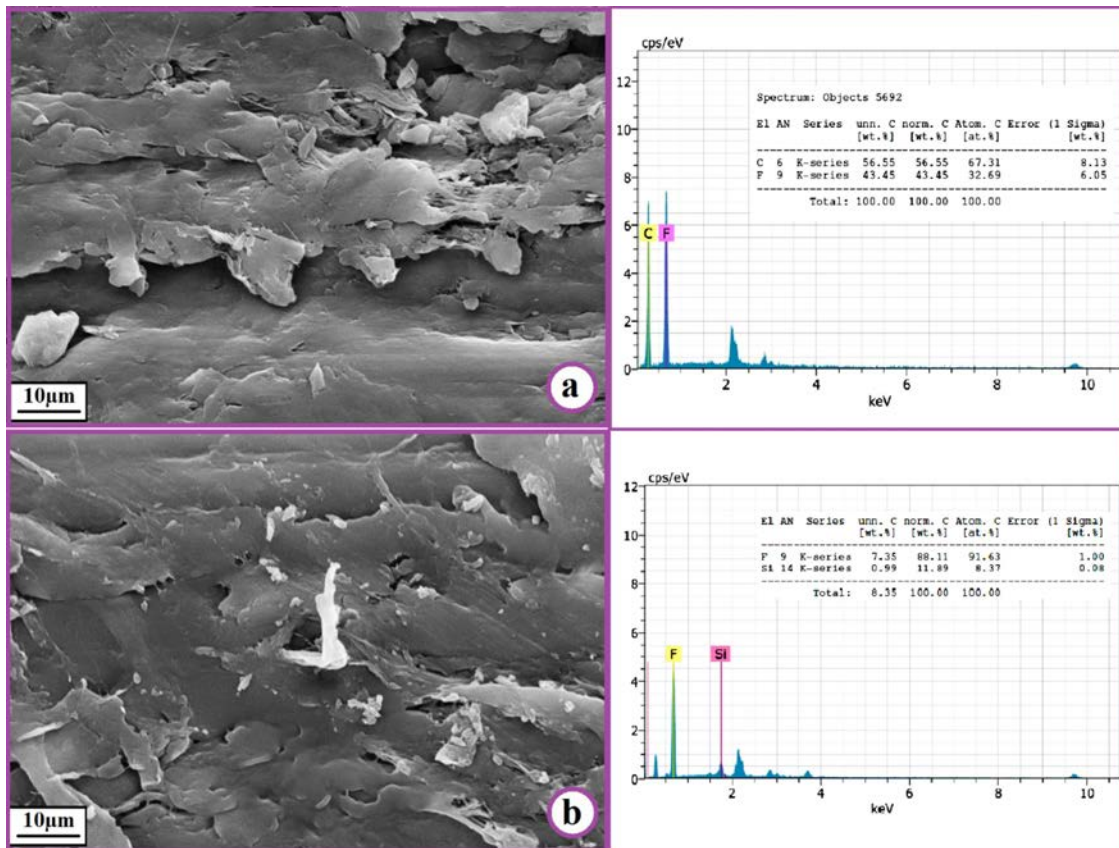 cps/eV
12
10
8
6
4
2
0
Spectrum: Objects 5692
El AN Series unn. C norm. C Atom. C Error (1 Sigma)
[wt.%] [wt.%] [at.%] [wt.%]
C 6 K-series 56.55 56.55 67.31 8.13
F 9 K-series 43.45 43.45 32.69 6.05
Total: 100.00 100.00 100.00
C F
2 4 6 8 10
keV
10µm
a
cps/eV
12
10
8
6
4
2
0
El AN Series unn. C norm. C Atom. C Error (1 Sigma)
[wt.%] [wt.%] [at.%] [wt.%]
F 9 K-series 7.35 88.11 91.63 1.00
Si 14 K-series 0.99 11.89 8.37 0.08
Total: 8.35 100.00 100.00
F Si
2 4 6 8 10
keV
10µm
b